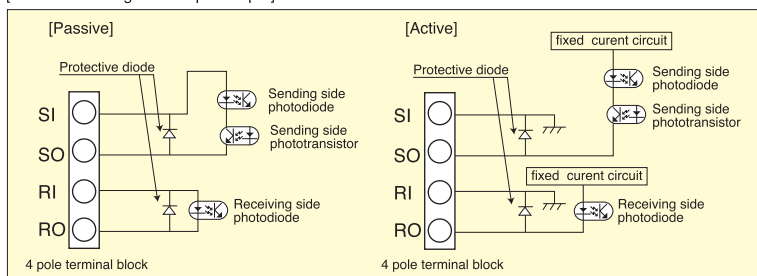 [Passive]
Protective diode
Sending side
photodiode
Sending side
phototransistor
SI
SO
RI
RO
Receiving side
photodiode
4 pole terminal block
[Active]
fixed curent circuit
Protective diode
Sending side
photodiode
Sending side
phototransistor
SI
SO
fixed curent circuit
RI
RO
Receiving side
photodiode
4 pole terminal block